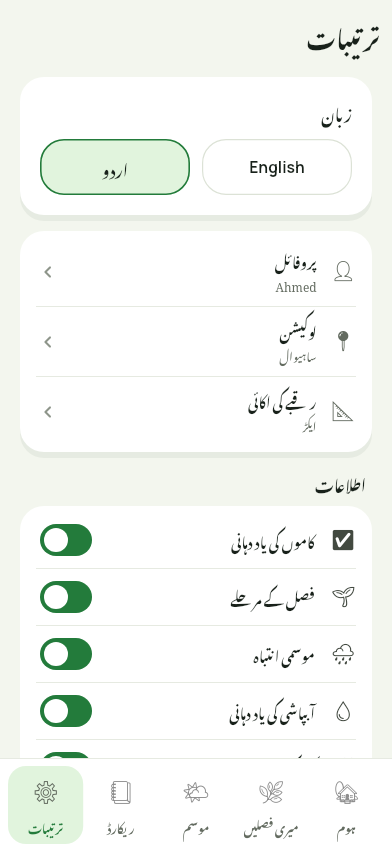 ترتیبات
زبان
English
اردو
پروفائل
Ahmed
لوکیشن
ساہیوال
رقبے کی اکائی
ایکڑ
اطلاعات
کاموں کی یاد دہانی
فصل کے مرحلے
موسمی انتباہ
آبپاشی کی یاد دہانی
ہوم
میری فصلیں
موسم
ریکارڈ
ترتیبات